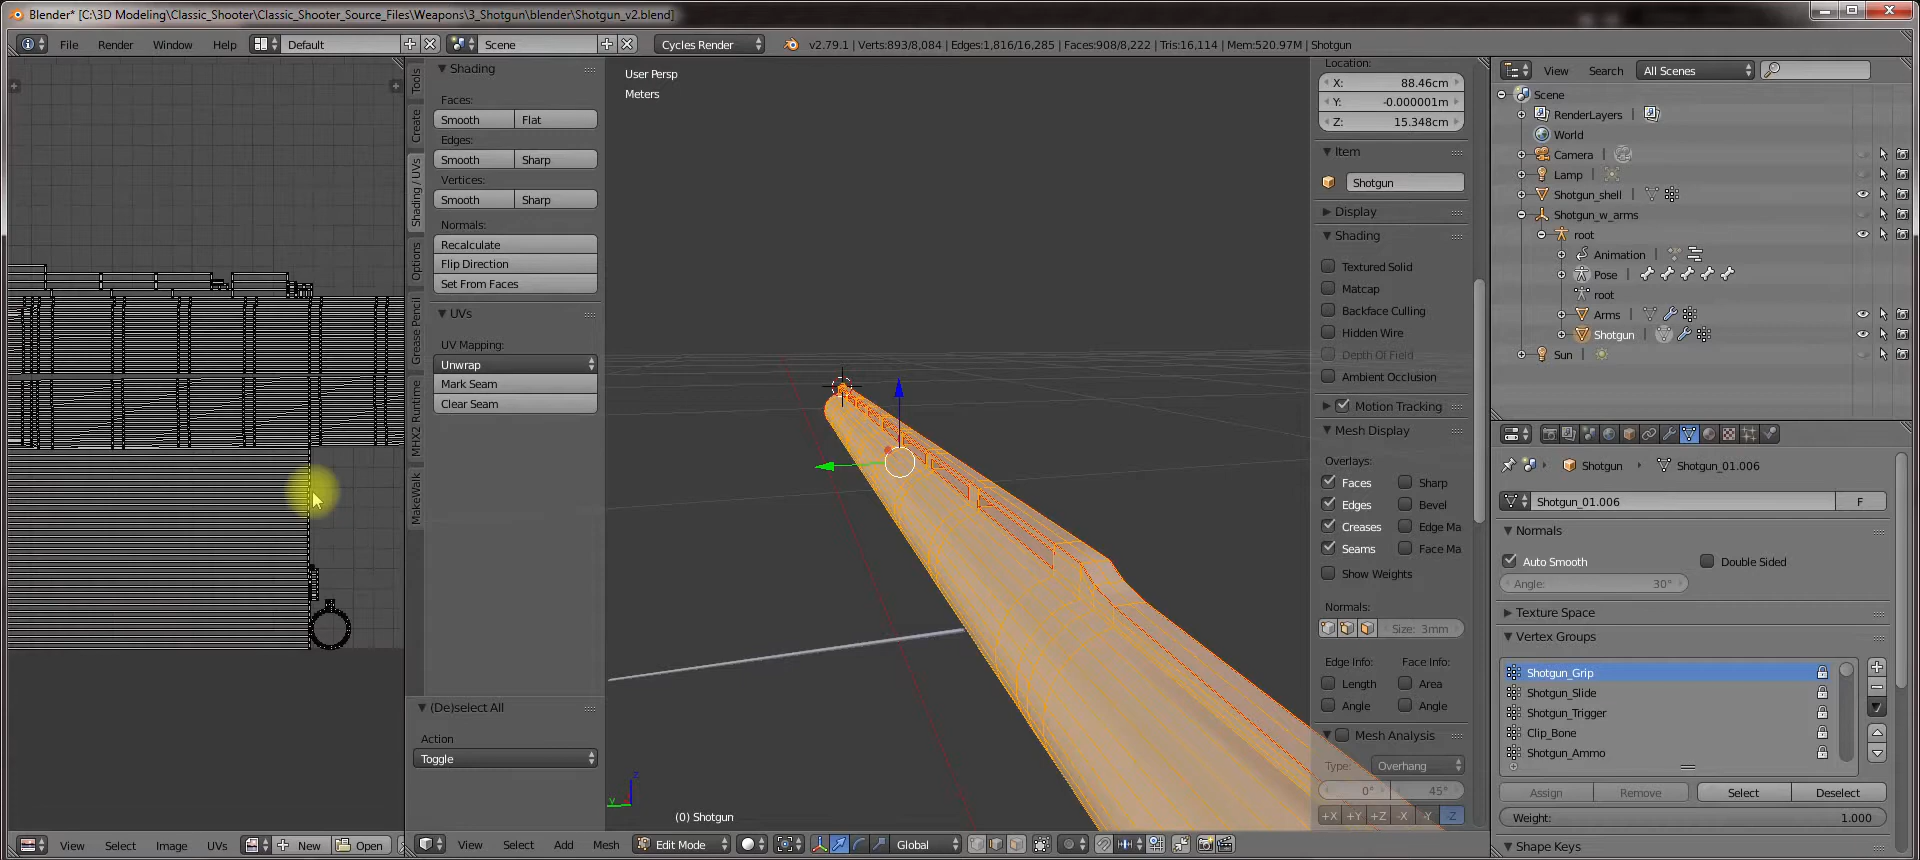 Blender* [C:\3D Modeling\Classic_Shooter\Classic_Shooter_Source_Files\Weapons\3_Shotgun\blender\Shotgun_v2.blend]
File Render Window Help Default Scene Cycles Render v2.79.1 | Verts:893/8,084 | Edges:1,816/16,285 | Faces:908/8,222 | Tris:16,114 | Mem:520.97M | Shotgun
Tools
Create
Shading / UVs
Options
Grease Pencil
MHX2 Runtime
MakeWalk
Shading
Faces:
Smooth Flat
Edges:
Smooth Sharp
Vertices:
Smooth Sharp
Normals:
Recalculate
Flip Direction
Set From Faces
UVs
UV Mapping:
Unwrap
Mark Seam
Clear Seam
(De)select All
Action
Toggle
User Persp
Meters
(0) Shotgun
z
y
Location:
X: 88.46cm
Y: -0.000001m
Z: 15.348cm
Item
Shotgun
Display
Shading
Textured Solid
Matcap
Backface Culling
Hidden Wire
Depth Of Field
Ambient Occlusion
Motion Tracking
Mesh Display
Overlays:
Faces Sharp
Edges Bevel
Creases Edge Ma
Seams Face Ma
Show Weights
Normals:
Size: 3mm
Edge Info: Face Info:
Length Area
Angle Angle
Mesh Analysis
Type: Overhang
0° 45°
+X +Y +Z -X -Y -Z
View Search All Scenes
Scene
RenderLayers
World
Camera
Lamp
Shotgun_shell
Shotgun_w_arms
root
Animation
Pose
root
Arms
Shotgun
Sun
Shotgun Shotgun_01.006
Shotgun_01.006 F
Normals
Auto Smooth Double Sided
Angle: 30°
Texture Space
Vertex Groups
Shotgun_Grip
Shotgun_Slide
Shotgun_Trigger
Clip_Bone
Shotgun_Ammo
Assign Remove Select Deselect
Weight: 1.000
Shape Keys
View Select Image UVs New Open
View Select Add Mesh Edit Mode Global